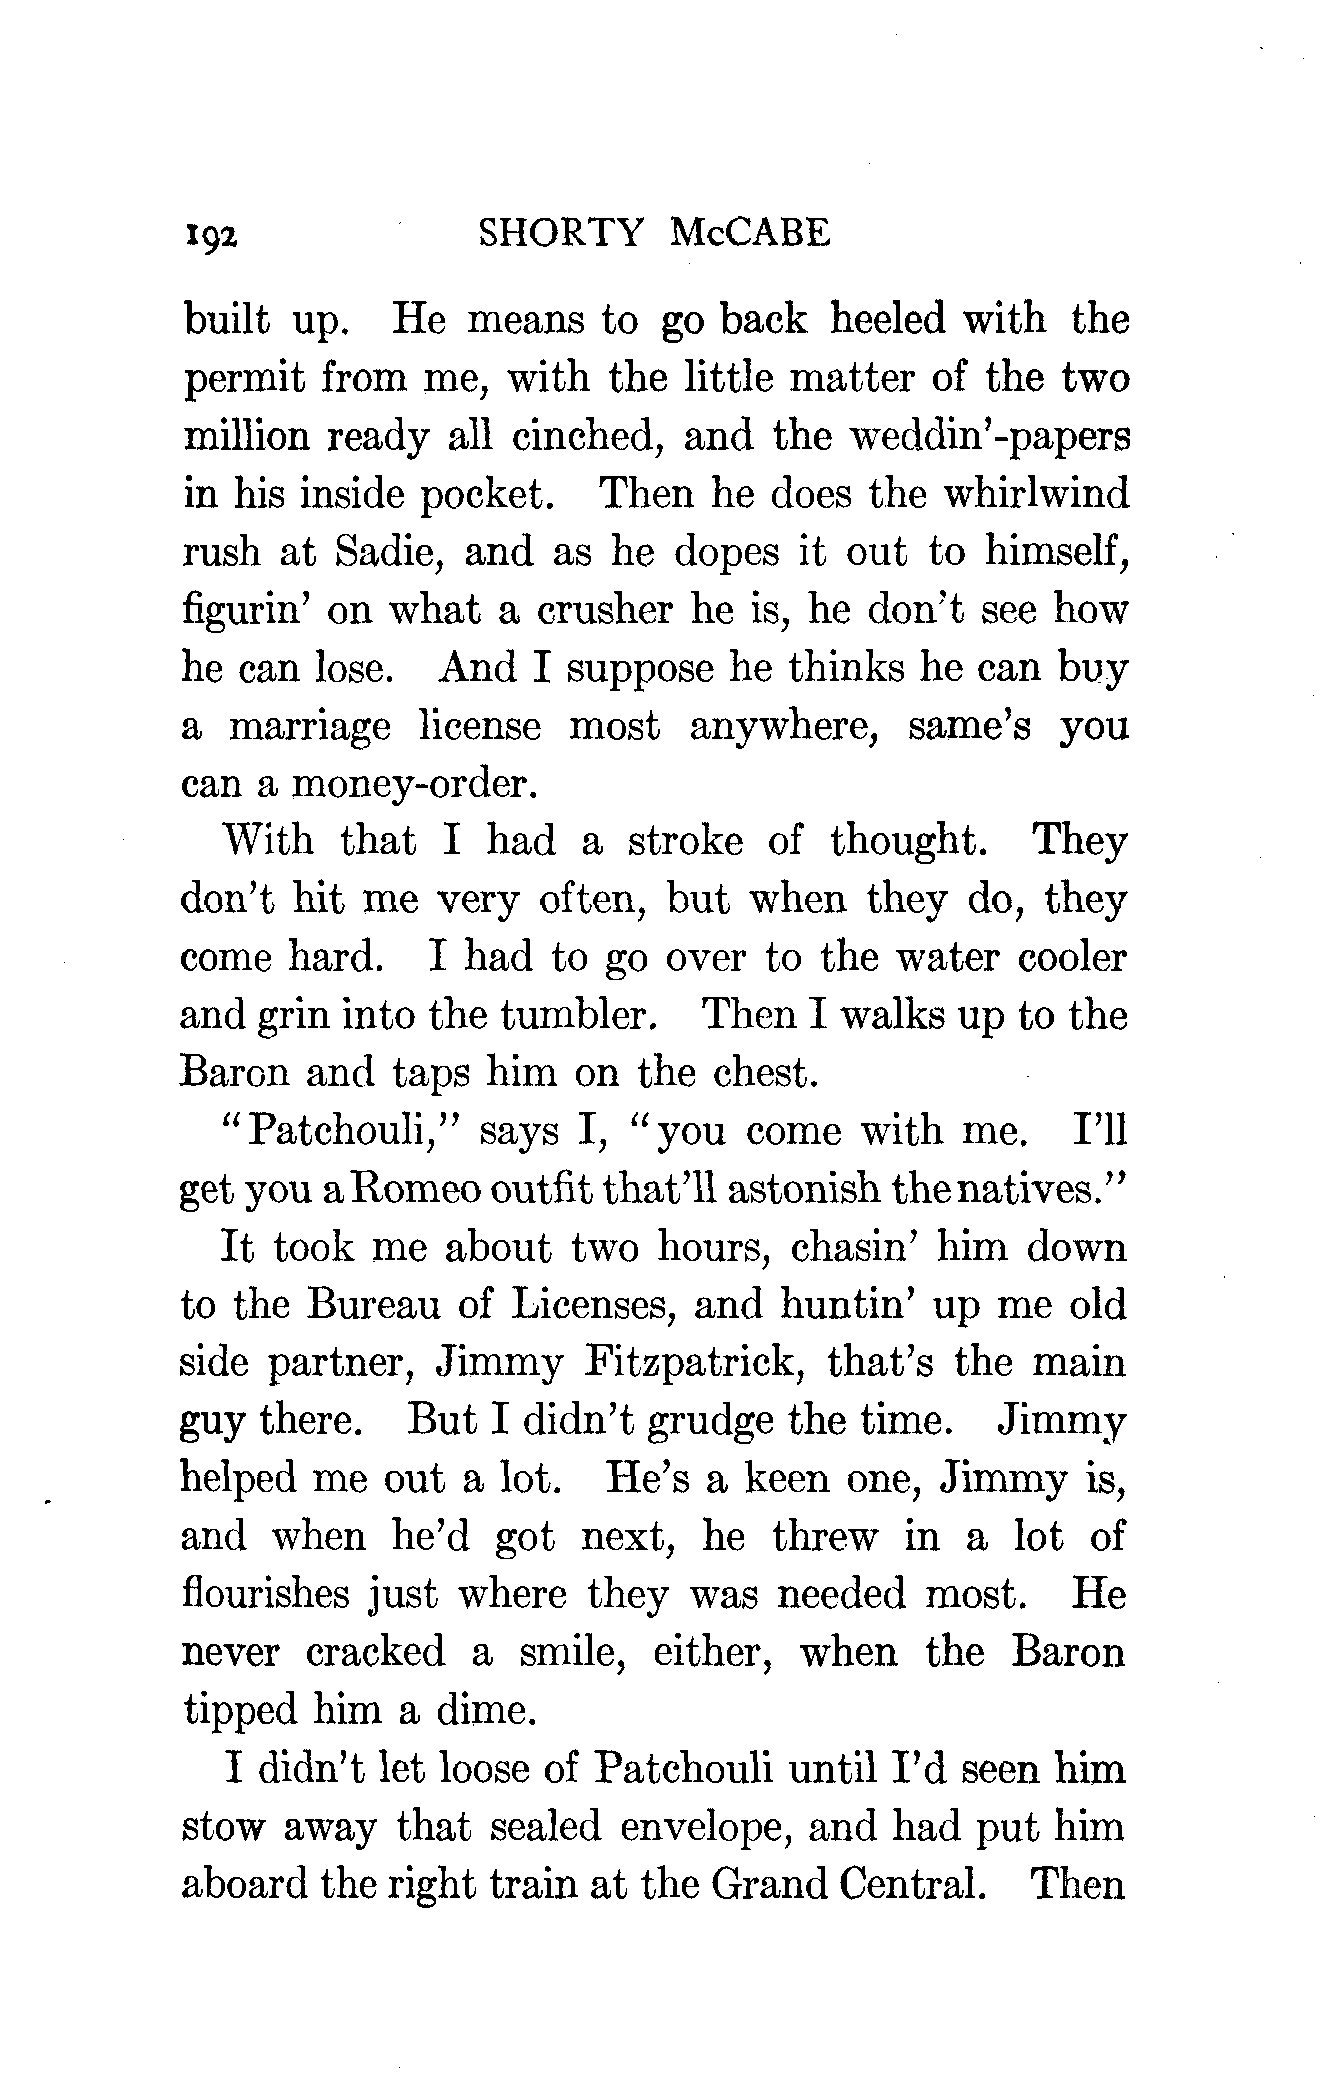 192 SHORTY McCABE
built up. He means to go back heeled with the
permit from me, with the little matter of the two
million ready all cinched, and the weddin'-papers
in his inside pocket. Then he does the whirlwind
rush at Sadie, and as he dopes it out to himself,
figurin' on what a crusher he is, he don't see how
he can lose. And I suppose he thinks he can buy
a marriage license most anywhere, same's you
can a money-order.
With that I had a stroke of thought. They
don't hit me very often, but when they do, they
come hard. I had to go over to the water cooler
and grin into the tumbler. Then I walks up to the
Baron and taps him on the chest.
"Patchouli," says I, "you come with me. I'll
get you a Romeo outfit that'll astonish the natives."
It took me about two hours, chasin' him down
to the Bureau of Licenses, and huntin' up me old
side partner, Jimmy Fitzpatrick, that's the main
guy there. But I didn't grudge the time. Jimmy
helped me out a lot. He's a keen one, Jimmy is,
and when he'd got next, he threw in a lot of
flourishes just where they was needed most. He
never cracked a smile, either, when the Baron
tipped him a dime.
I didn't let loose of Patchouli until I'd seen him
stow away that sealed envelope, and had put him
aboard the right train at the Grand Central. Then